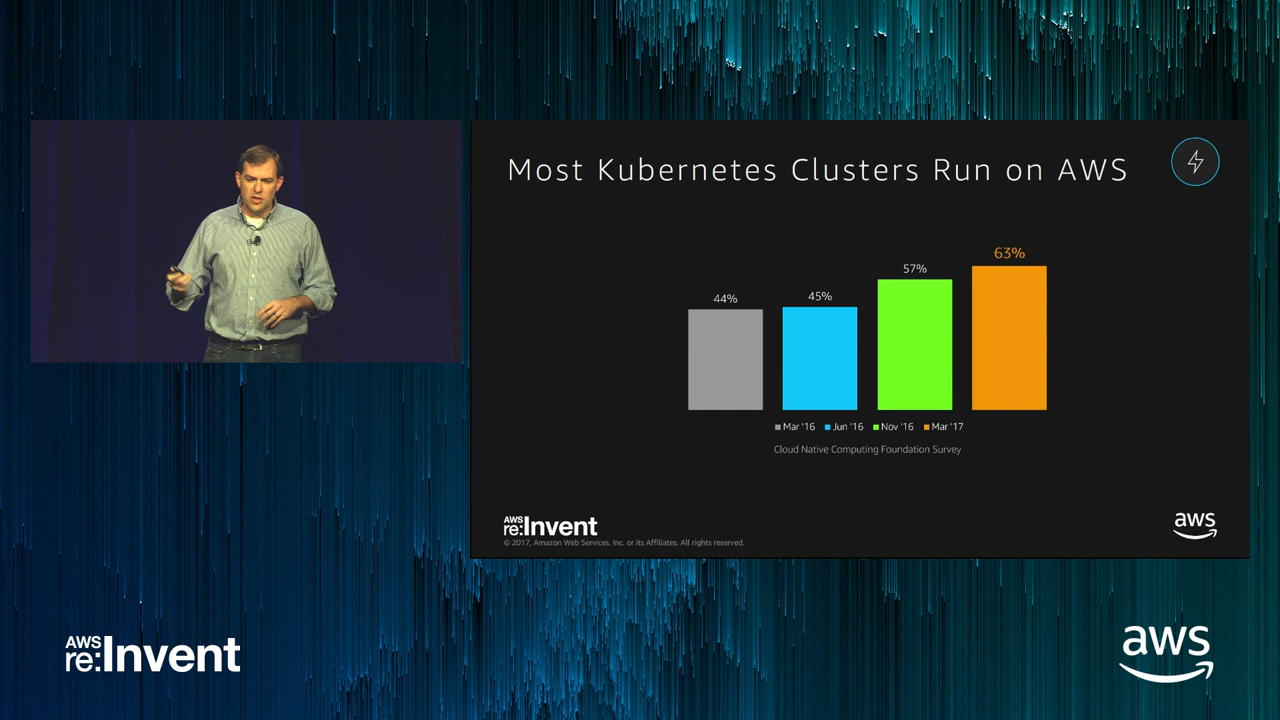 Most Kubernetes Clusters Run on AWS
44%
45%
57%
63%
Mar '16 Jun '16 Nov '16 Mar '17
Cloud Native Computing Foundation Survey
AWS
re:Invent
© 2017, Amazon Web Services, Inc. or its Affiliates. All rights reserved.
aws
AWS
re:Invent
aws